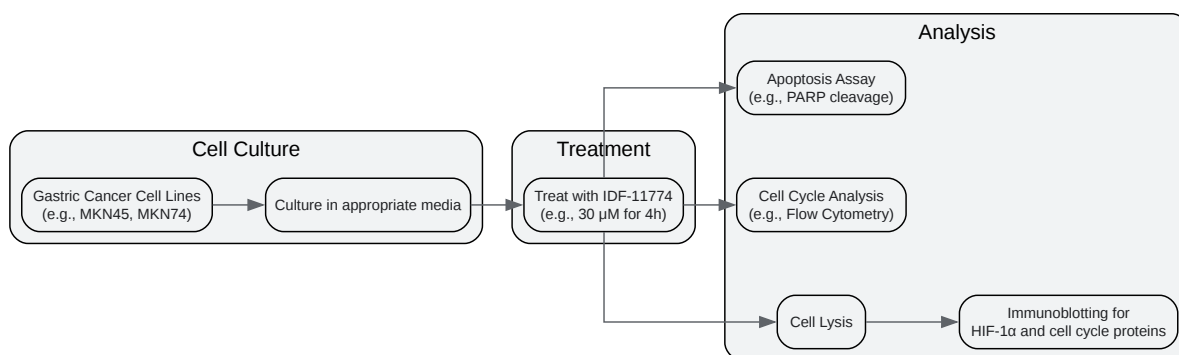 Cell Culture
Gastric Cancer Cell Lines
(e.g., MKN45, MKN74)
Culture in appropriate media
Treatment
Treat with IDF-11774
(e.g., 30 μM for 4h)
Analysis
Apoptosis Assay
(e.g., PARP cleavage)
Cell Cycle Analysis
(e.g., Flow Cytometry)
Cell Lysis
Immunoblotting for
HIF-1α and cell cycle proteins